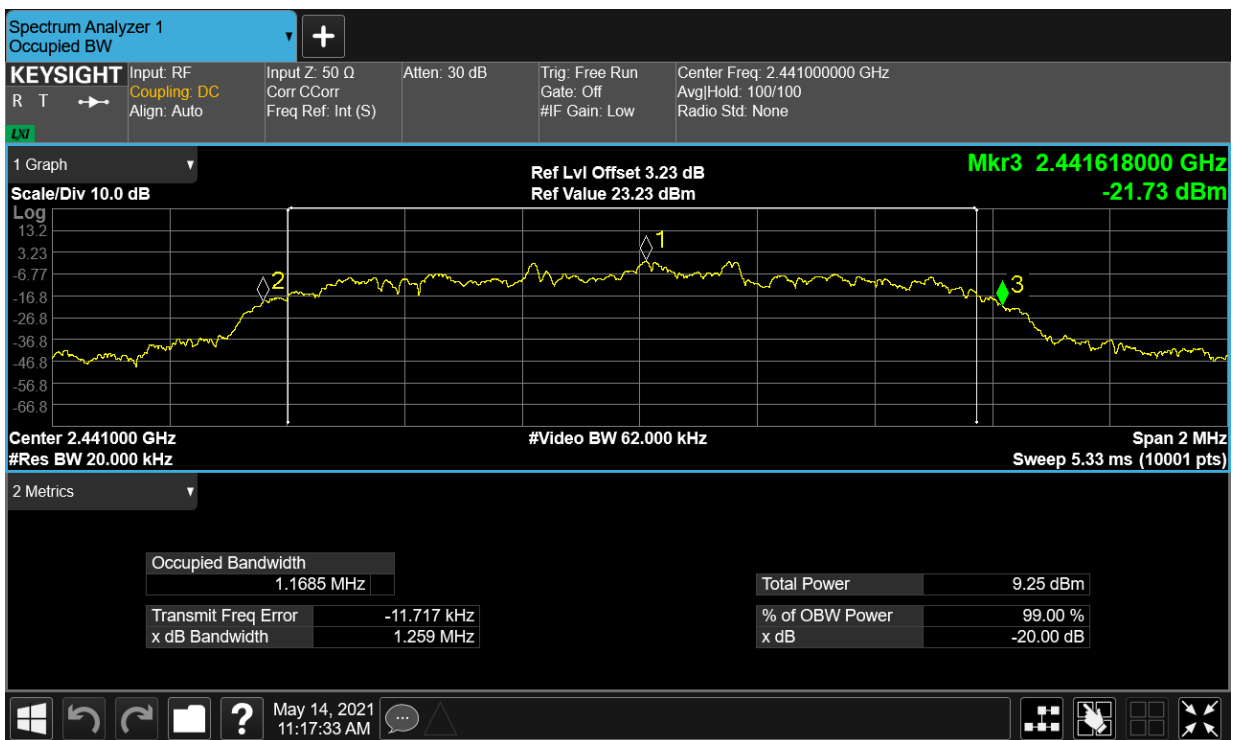 Spectrum Analyzer 1
Occupied BW
+
KEYSIGHT
R T
LXI
Input: RF
Coupling: DC
Align: Auto
Input Z: 50 Ω
Corr CCorr
Freq Ref: Int (S)
Atten: 30 dB
Trig: Free Run
Gate: Off
#IF Gain: Low
Center Freq: 2.441000000 GHz
Avg|Hold: 100/100
Radio Std: None
1 Graph
Scale/Div 10.0 dB
Ref Lvl Offset 3.23 dB
Ref Value 23.23 dBm
Mkr3 2.441618000 GHz
-21.73 dBm
Log
13.2
3.23
-6.77
-16.8
-26.8
-36.8
-46.8
-56.8
-66.8
1
2
3
Center 2.441000 GHz
#Video BW 62.000 kHz
Span 2 MHz
#Res BW 20.000 kHz
Sweep 5.33 ms (10001 pts)
2 Metrics
Occupied Bandwidth
1.1685 MHz
Total Power 9.25 dBm
Transmit Freq Error -11.717 kHz
% of OBW Power 99.00 %
x dB Bandwidth 1.259 MHz
x dB -20.00 dB
?
May 14, 2021
11:17:33 AM